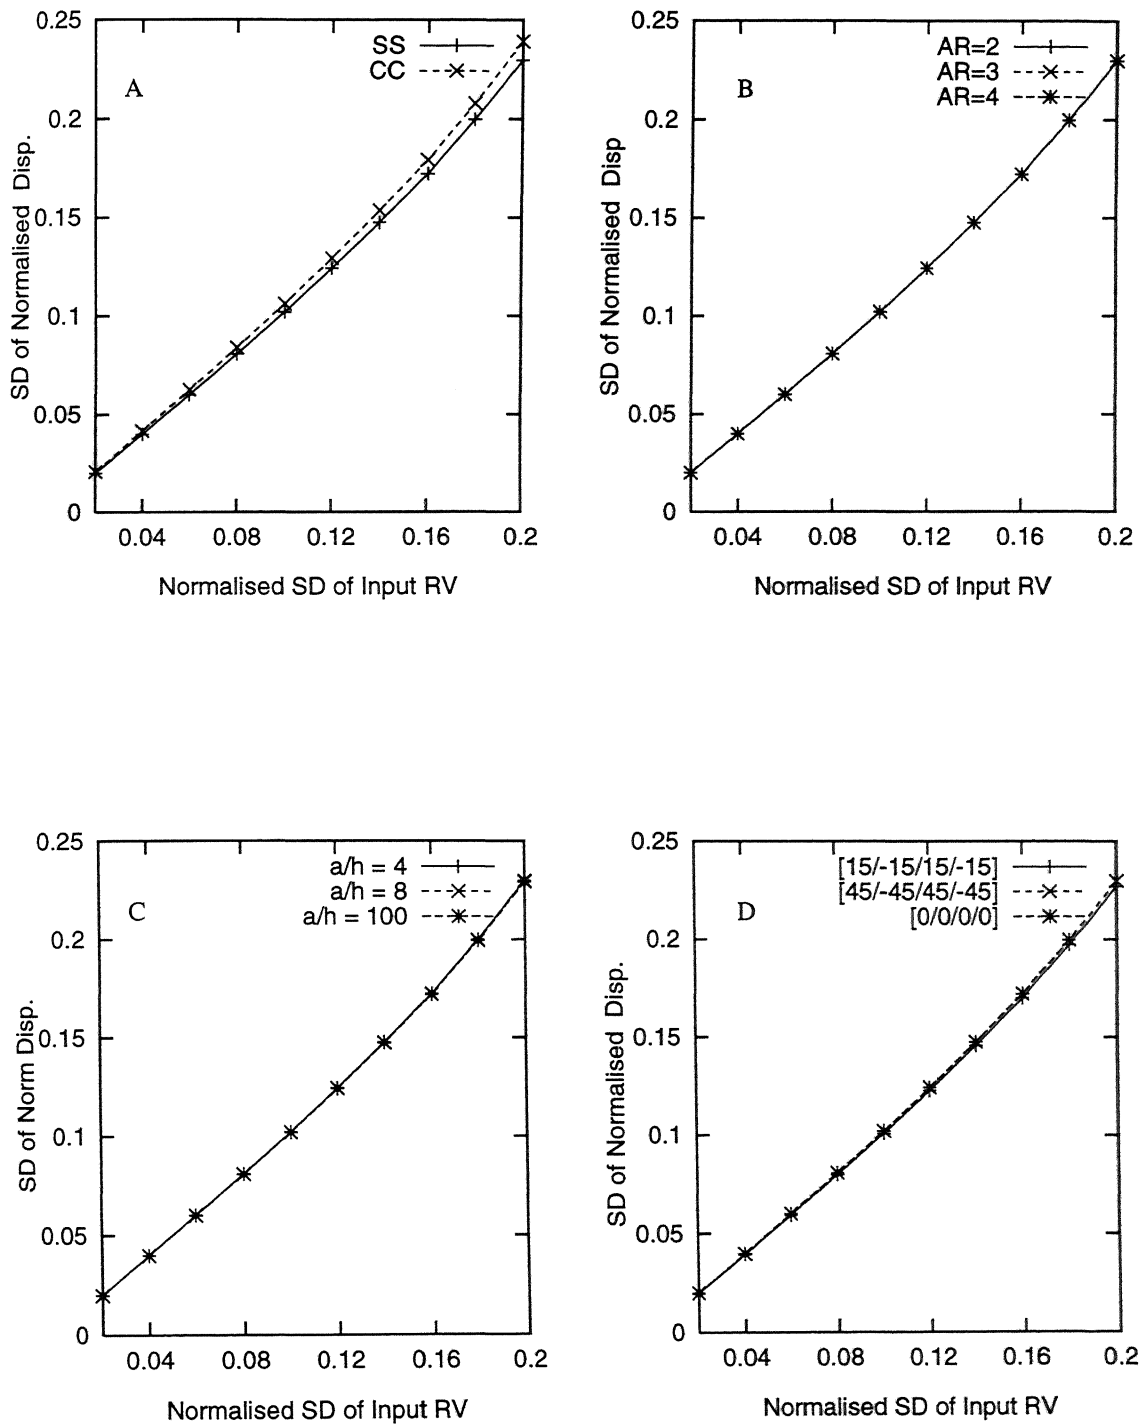 0.25
0.2
0.15
0.1
0.05
0
SD of Normalised Disp.
A
SS
CC
0.04 0.08 0.12 0.16 0.2
Normalised SD of Input RV
0.25
0.2
0.15
0.1
0.05
0
SD of Normalised Disp
B
AR=2
AR=3
AR=4
0.04 0.08 0.12 0.16 0.2
Normalised SD of Input RV
0.25
0.2
0.15
0.1
0.05
0
SD of Norm Disp.
C
a/h = 4
a/h = 8
a/h = 100
0.04 0.08 0.12 0.16 0.2
Normalised SD of Input RV
0.25
0.2
0.15
0.1
0.05
0
SD of Normalised Disp.
D
[15/-15/15/-15]
[45/-45/45/-45]
[0/0/0/0]
0.04 0.08 0.12 0.16 0.2
Normalised SD of Input RV